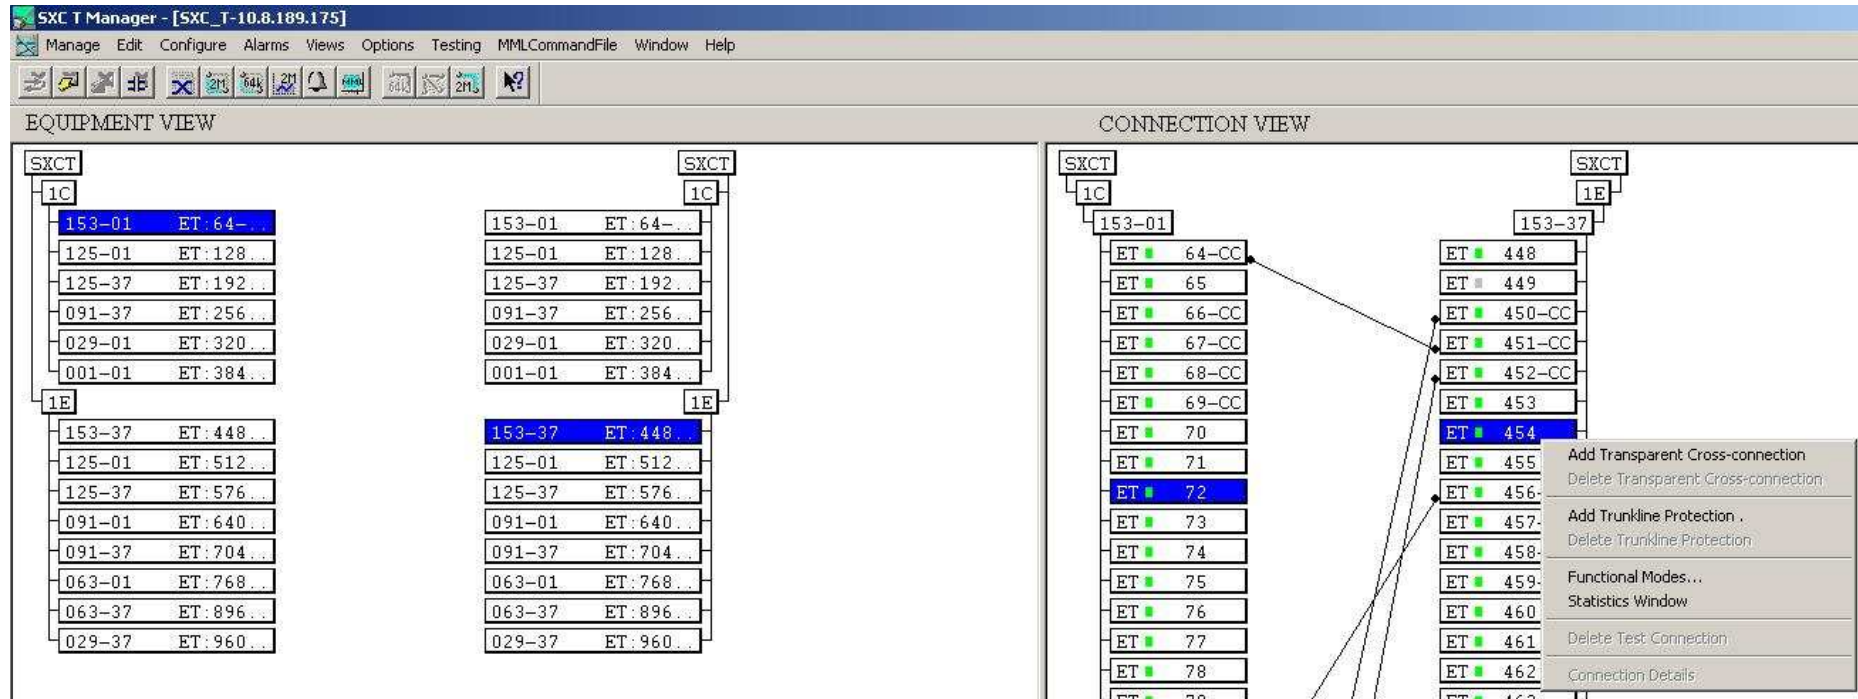 SXC T Manager - [SXC_T-10.8.189.175]
Manage Edit Configure Alarms Views Options Testing MMLCommandFile Window Help
2M 64k 2M MML 64k 2M
EQUIPMENT VIEW
SXCT SXCT
1C 1C
153-01 ET:64-... 153-01 ET:64-...
125-01 ET:128... 125-01 ET:128...
125-37 ET:192... 125-37 ET:192...
091-37 ET:256... 091-37 ET:256...
029-01 ET:320... 029-01 ET:320...
001-01 ET:384... 001-01 ET:384...
1E 1E
153-37 ET:448... 153-37 ET:448...
125-01 ET:512... 125-01 ET:512...
125-37 ET:576... 125-37 ET:576...
091-01 ET:640... 091-01 ET:640...
091-37 ET:704... 091-37 ET:704...
063-01 ET:768... 063-01 ET:768...
063-37 ET:896... 063-37 ET:896...
029-37 ET:960... 029-37 ET:960...
CONNECTION VIEW
SXCT SXCT
1C 1E
153-01 153-37
ET 64-CC ET 448
ET 65 ET 449
ET 66-CC ET 450-CC
ET 67-CC ET 451-CC
ET 68-CC ET 452-CC
ET 69-CC ET 453
ET 70 ET 454
ET 71 ET 455
ET 72 ET 456-
ET 73 ET 457-
ET 74 ET 458-
ET 75 ET 459-
ET 76 ET 460
ET 77 ET 461
ET 78 ET 462
Add Transparent Cross-connection
Delete Transparent Cross-connection
Add Trunkline Protection .
Delete Trunkline Protection
Functional Modes...
Statistics Window
Delete Test Connection
Connection Details